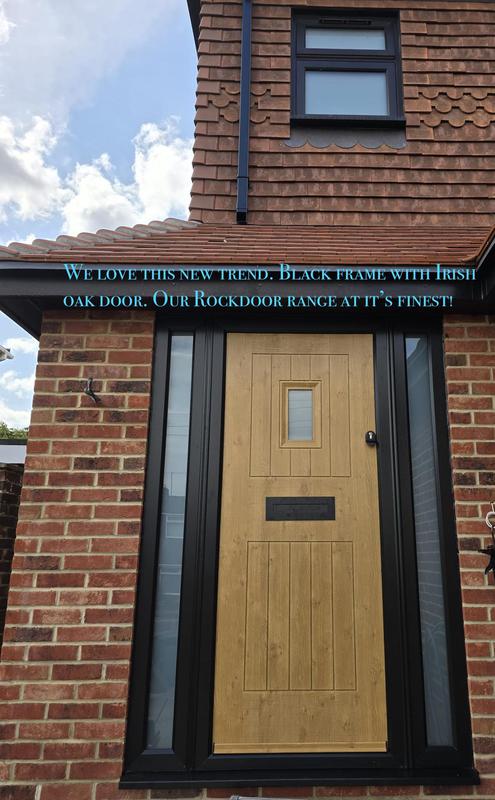 We love this new trend. Black frame with Irish
oak door. Our Rockdoor range at it's finest!